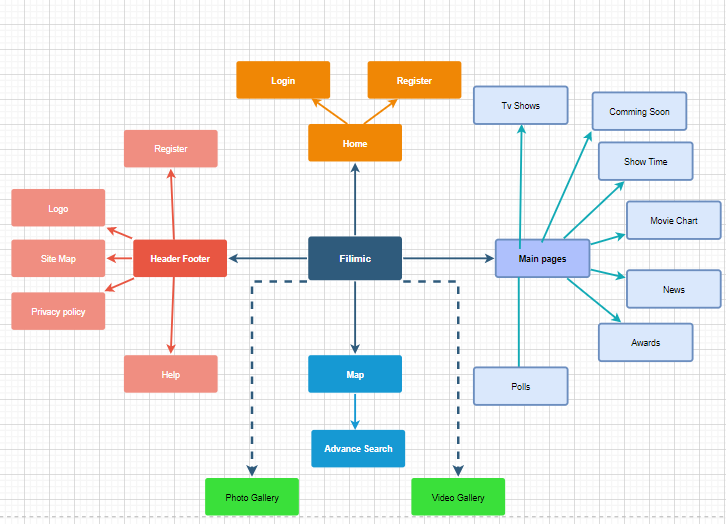 Login
Register
Tv Shows
Comming Soon
Home
Register
Show Time
Logo
Movie Chart
Site Map
Header Footer
Filimic
Main pages
News
Privacy policy
Awards
Help
Map
Polls
Advance Search
Photo Gallery
Video Gallery